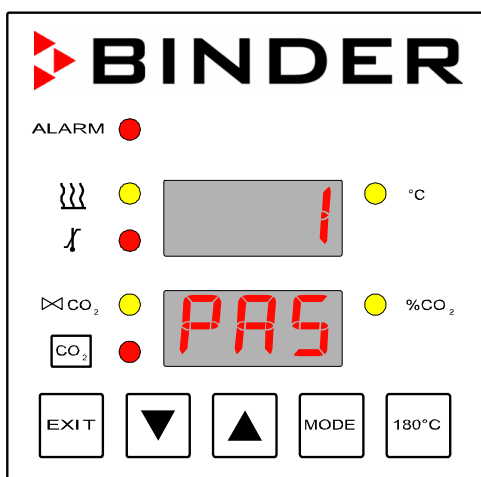 BINDER
ALARM
1
°C
CO₂
PAS
%CO₂
CO₂
EXIT
MODE
180°C